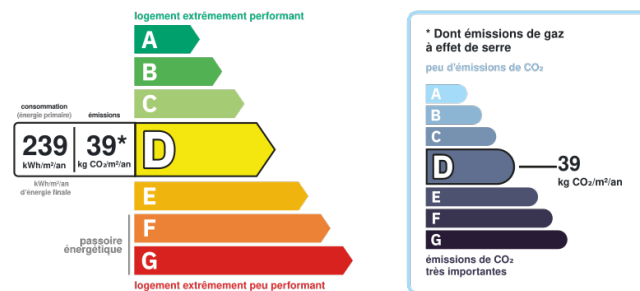 logement extrêmement performant
A
B
C
consommation
(énergie primaire)
émissions
239
kWh/m²/an
39*
kg CO₂/m²/an
D
kWh/m²/an
d'énergie finale
E
F
G
passoire
énergétique
logement extrêmement peu performant
* Dont émissions de gaz
à effet de serre
peu d'émissions de CO₂
A
B
C
D
39
kg CO₂/m²/an
E
F
G
émissions de CO₂
très importantes